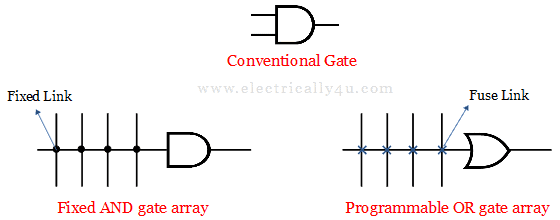 Conventional Gate
www.electrically4u.com
Fixed Link
Fuse Link
Fixed AND gate array
Programmable OR gate array